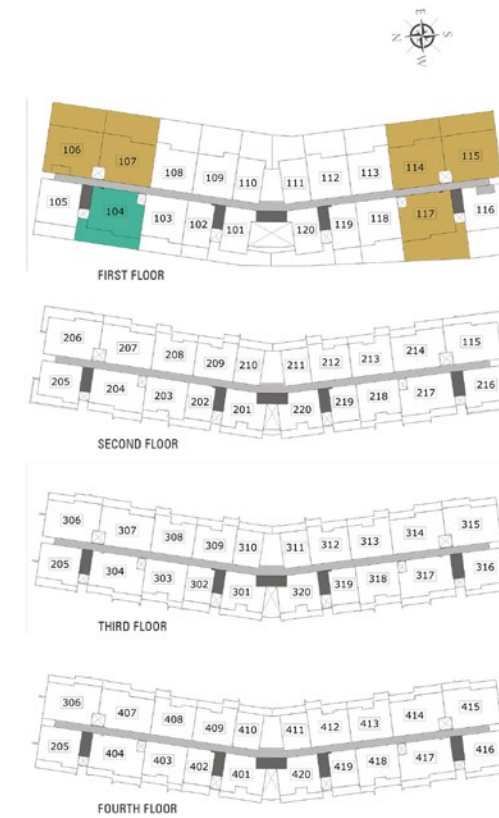 E
N S
W
106 107 108 109 110 111 112 113 114 115
105 104 103 102 101 120 119 118 117 116
FIRST FLOOR
206 207 208 209 210 211 212 213 214 115
205 204 203 202 201 220 219 218 217 216
SECOND FLOOR
306 307 308 309 310 311 312 313 314 315
205 304 303 302 301 320 319 318 317 316
THIRD FLOOR
306 407 408 409 410 411 412 413 414 415
205 404 403 402 401 420 419 418 417 416
FOURTH FLOOR